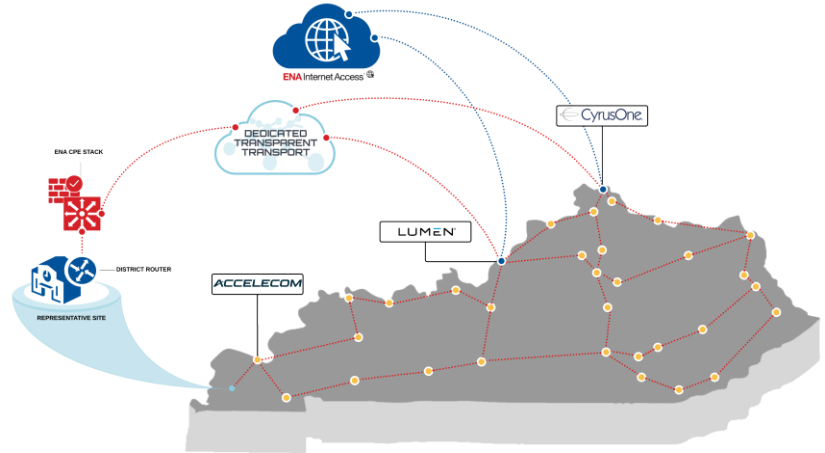 ENA Internet Access
CyrusOne
DEDICATED
TRANSPARENT
TRANSPORT
ENA CPE STACK
LUMEN
DISTRICT ROUTER
ACCELECOM
REPRESENTATIVE SITE